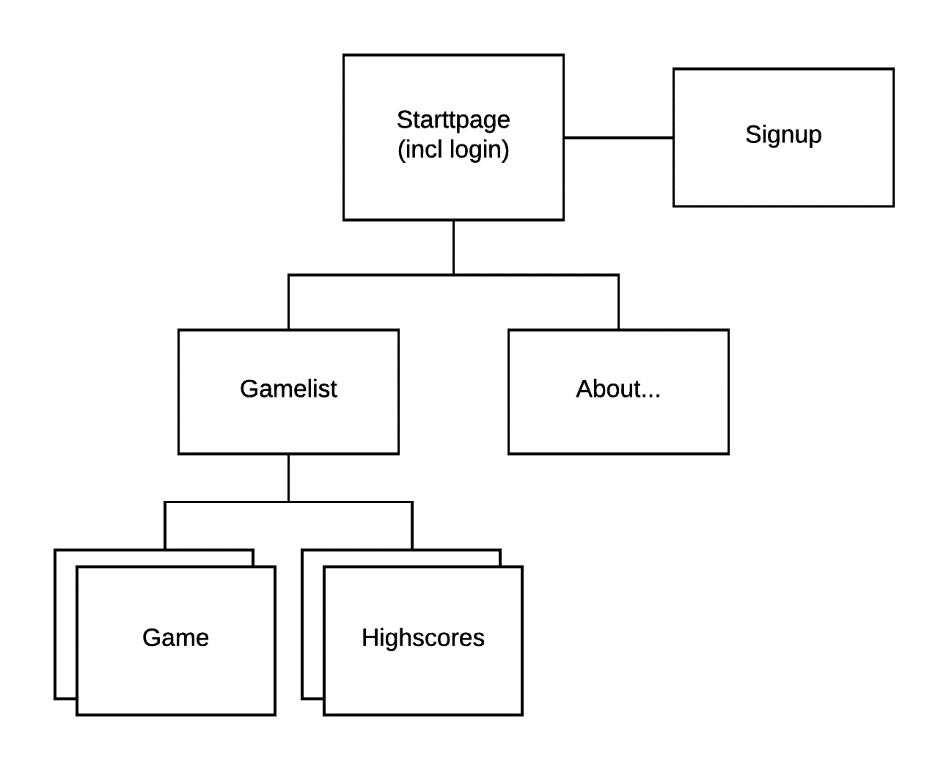 Starttpage
(incl login)
Signup
Gamelist
About...
Game
Highscores